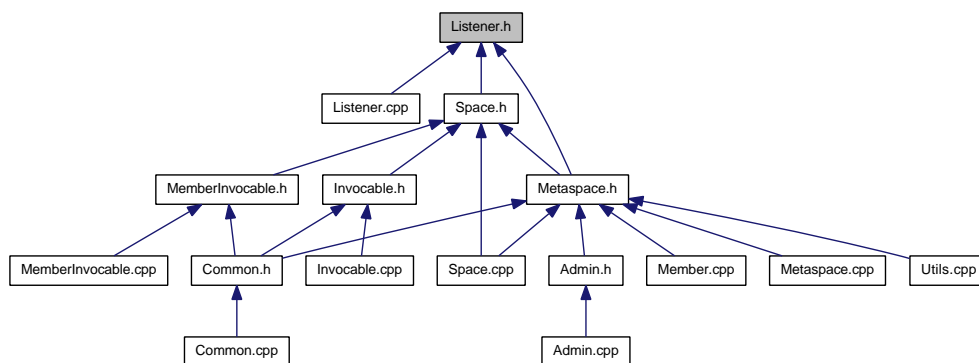 Listener.h
Listener.cpp
Space.h
MemberInvocable.h
Invocable.h
Metaspace.h
MemberInvocable.cpp
Common.h
Invocable.cpp
Space.cpp
Admin.h
Member.cpp
Metaspace.cpp
Utils.cpp
Common.cpp
Admin.cpp